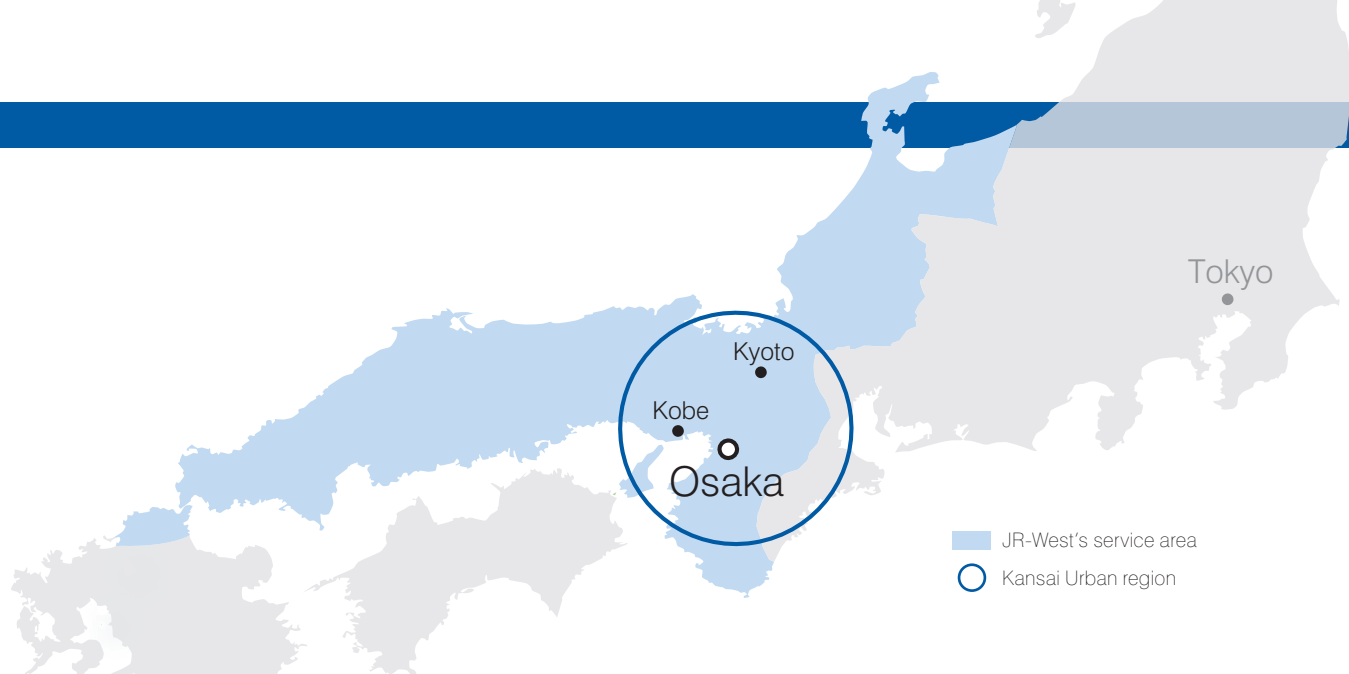 Tokyo
Kyoto
Kobe
Osaka
JR-West's service area
Kansai Urban region